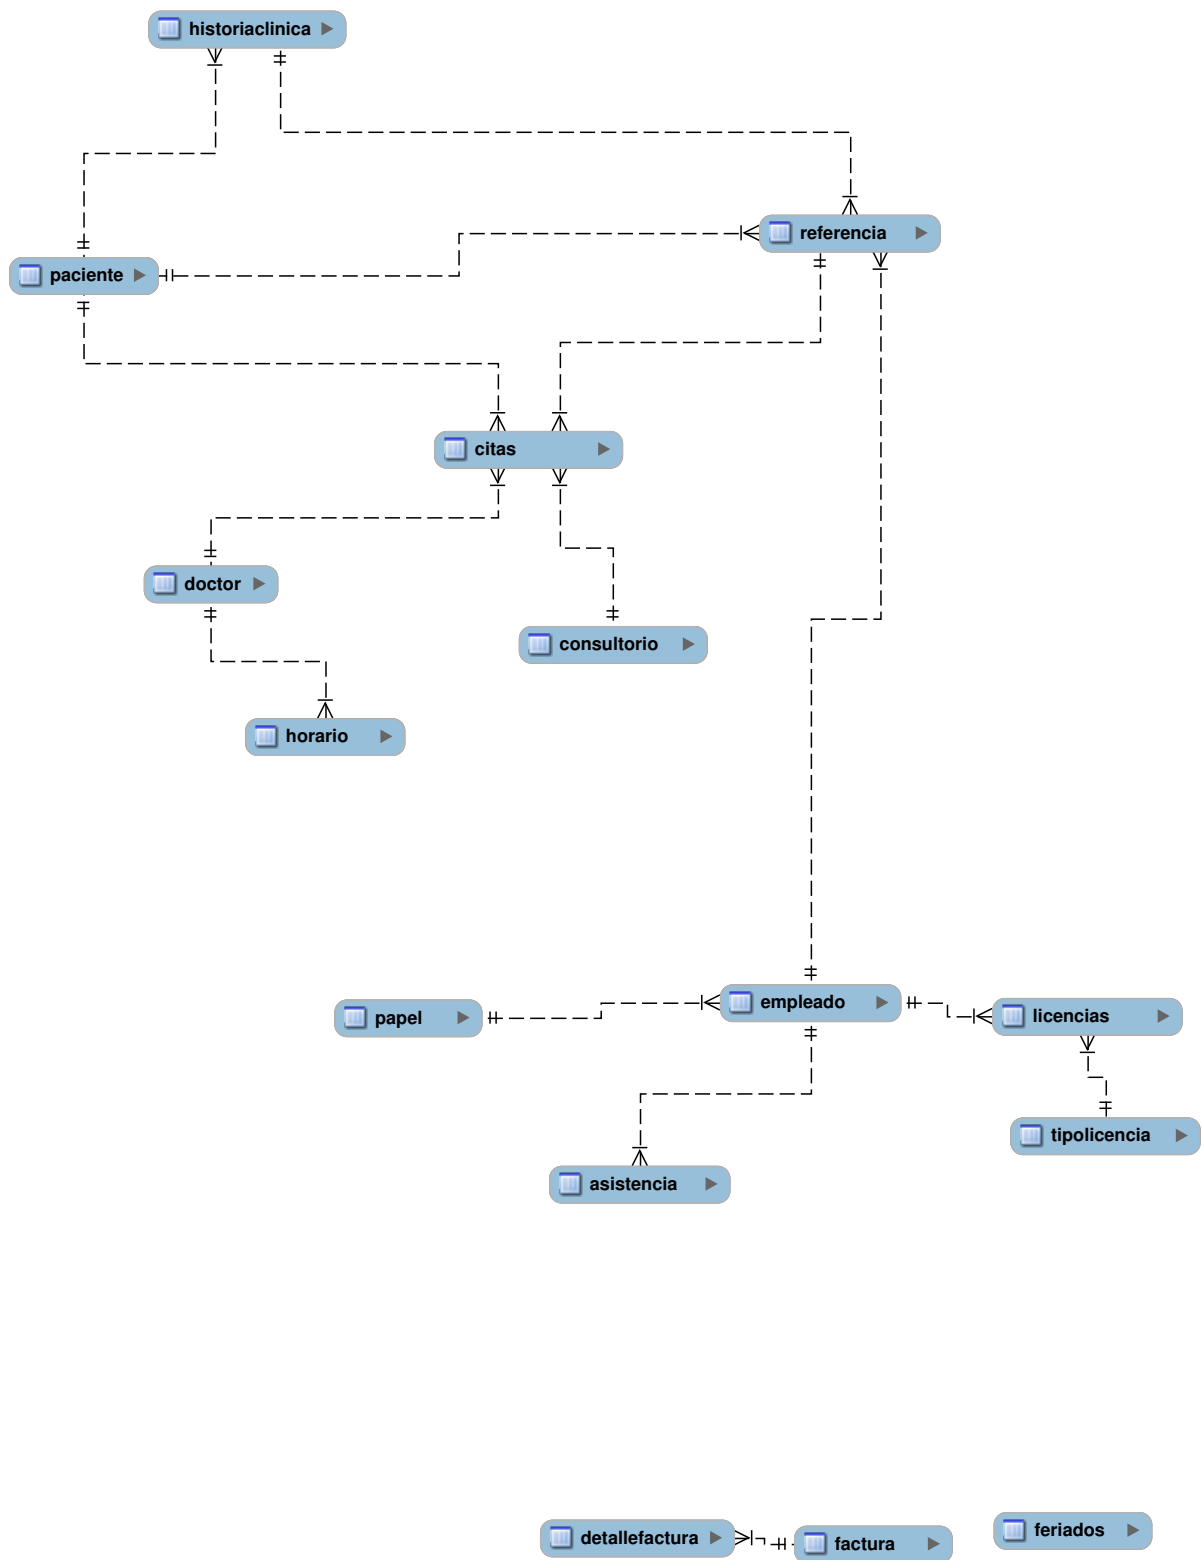 historiaclinica
referencia
paciente
citas
doctor
consultorio
horario
empleado
papel
licencias
tipolicencia
asistencia
detallefactura
factura
feriados